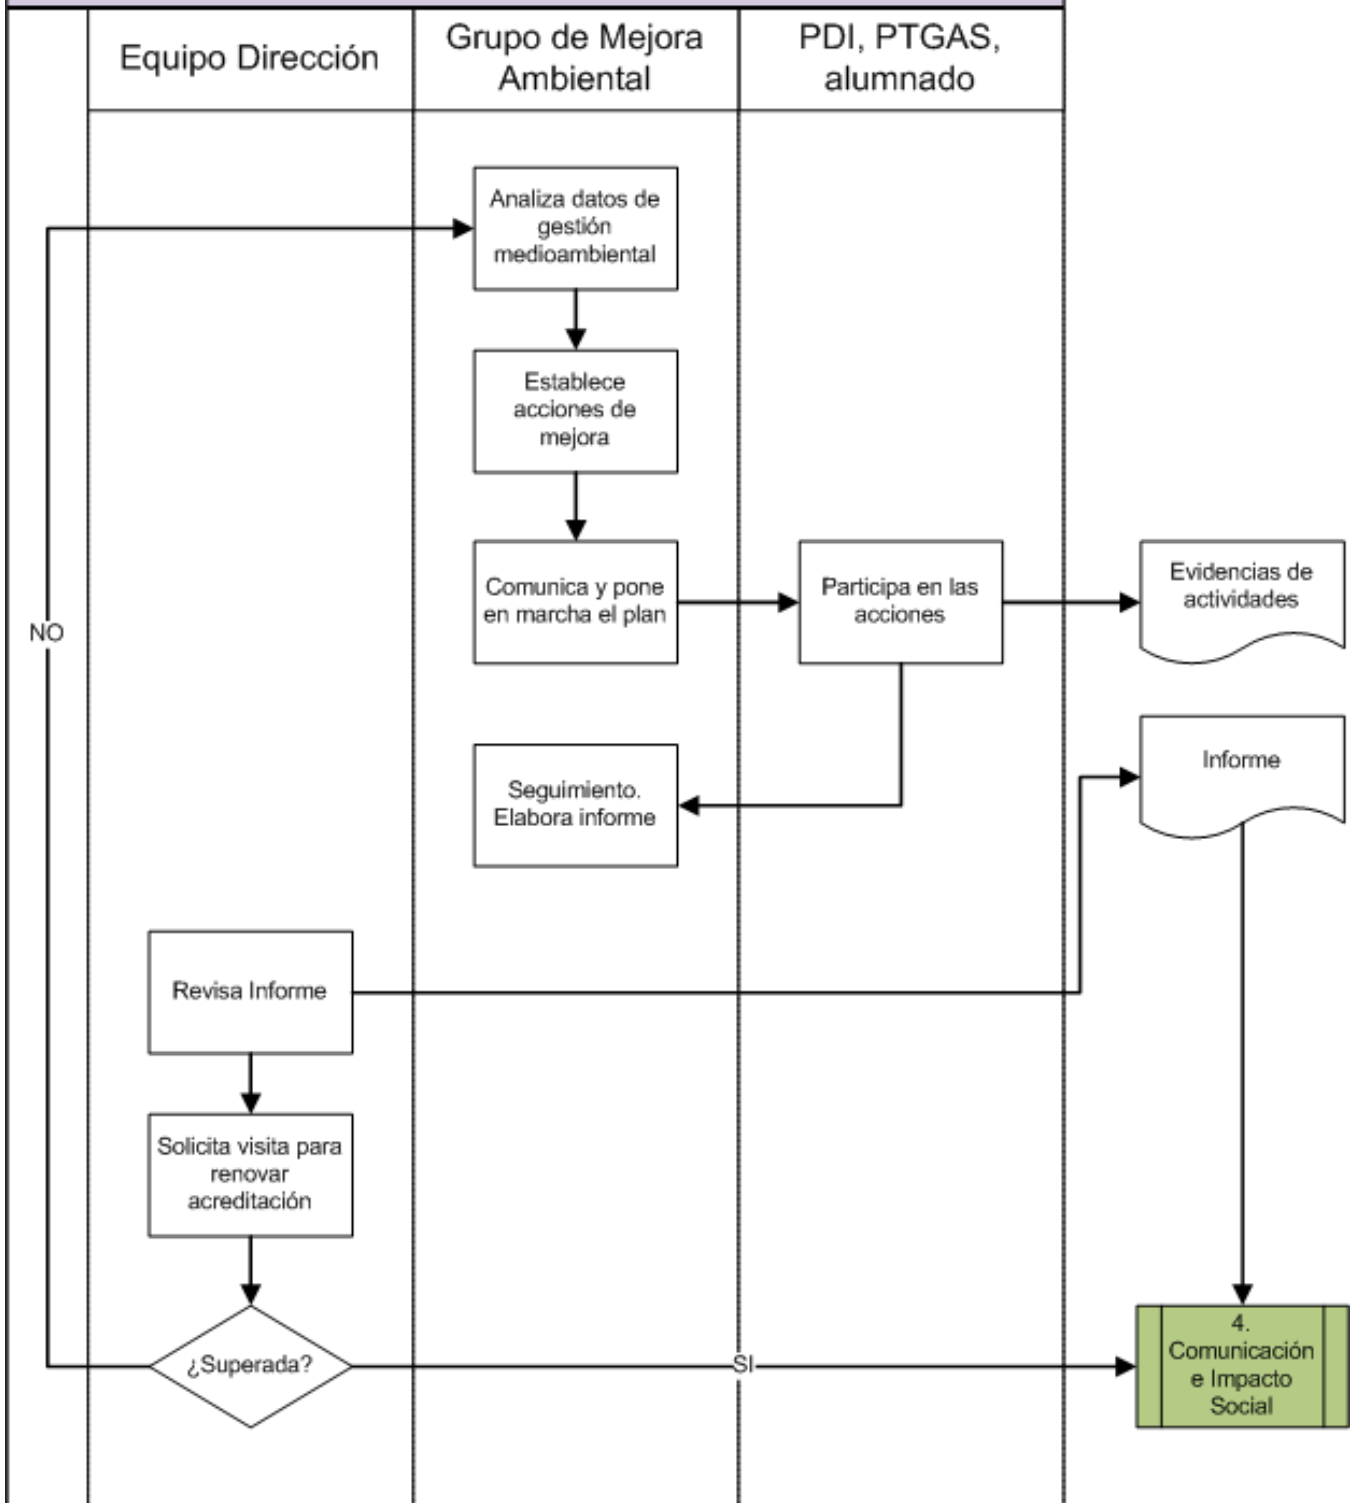 Equipo Dirección
Grupo de Mejora
Ambiental
PDI, PTGAS,
alumnado
Analiza datos de
gestión
medioambiental
Establece
acciones de
mejora
Comunica y pone
en marcha el plan
Participa en las
acciones
Evidencias de
actividades
NO
Seguimiento.
Elabora informe
Informe
Revisa Informe
Solicita visita para
renovar
acreditación
¿Superada?
SI
4.
Comunicación
e Impacto
Social